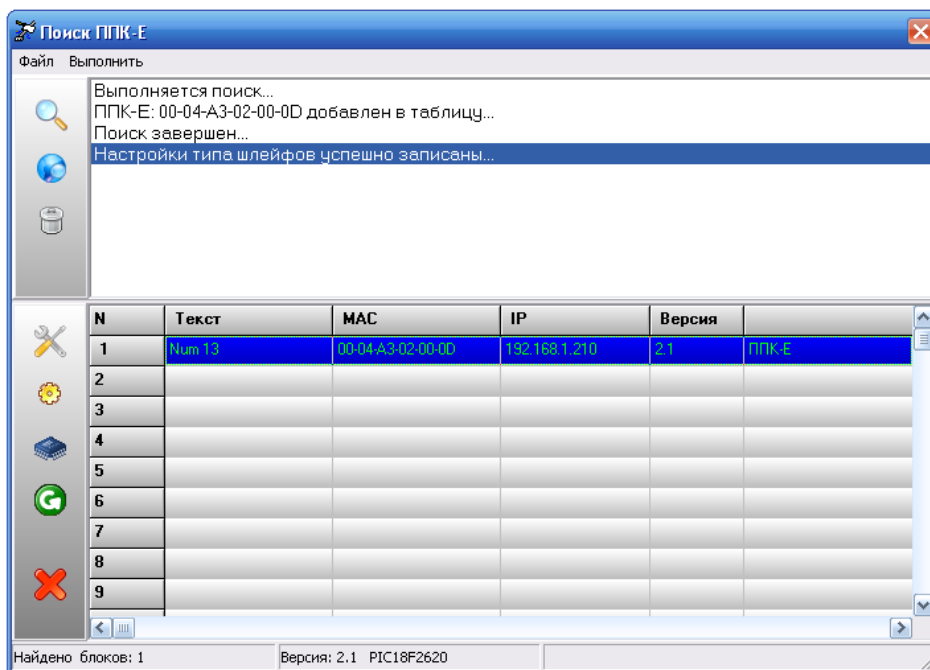 Поиск ППК-Е
Файл Выполнить
Выполняется поиск...
ППК-Е: 00-04-A3-02-00-0D добавлен в таблицу...
Поиск завершен...
Настройки типа шлейфов успешно записаны...
N Текст MAC IP Версия
1 Num 13 00-04-A3-02-00-0D 192.168.1.210 2.1 ППК-Е
2
3
4
5
6
7
8
9
Найдено блоков: 1 Версия: 2.1 PIC18F2620